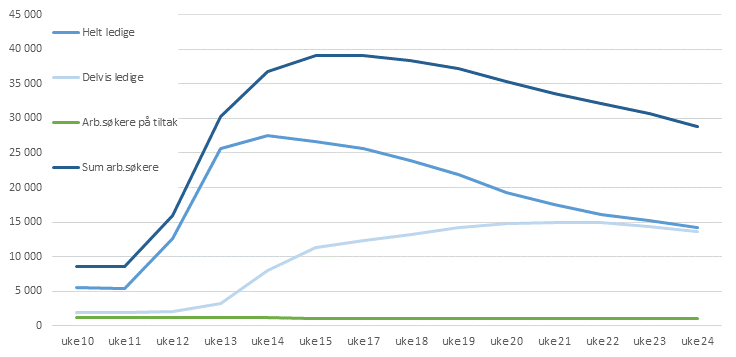 45 000
40 000
35 000
30 000
25 000
20 000
15 000
10 000
5 000
0
Helt ledige
Delvis ledige
Arb.søkere på tiltak
Sum arb.søkere
uke10 uke11 uke12 uke13 uke14 uke15 uke17 uke18 uke19 uke20 uke21 uke22 uke23 uke24